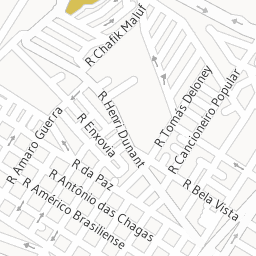 R Chafik Maluf
R Henri Dunant
R Tomás Deloney
R Cancioneiro Popular
R Amaro Guerra
R Enxovia
R da Paz
R Bela Vista
R Antônio das Chagas
R Américo Brasiliense